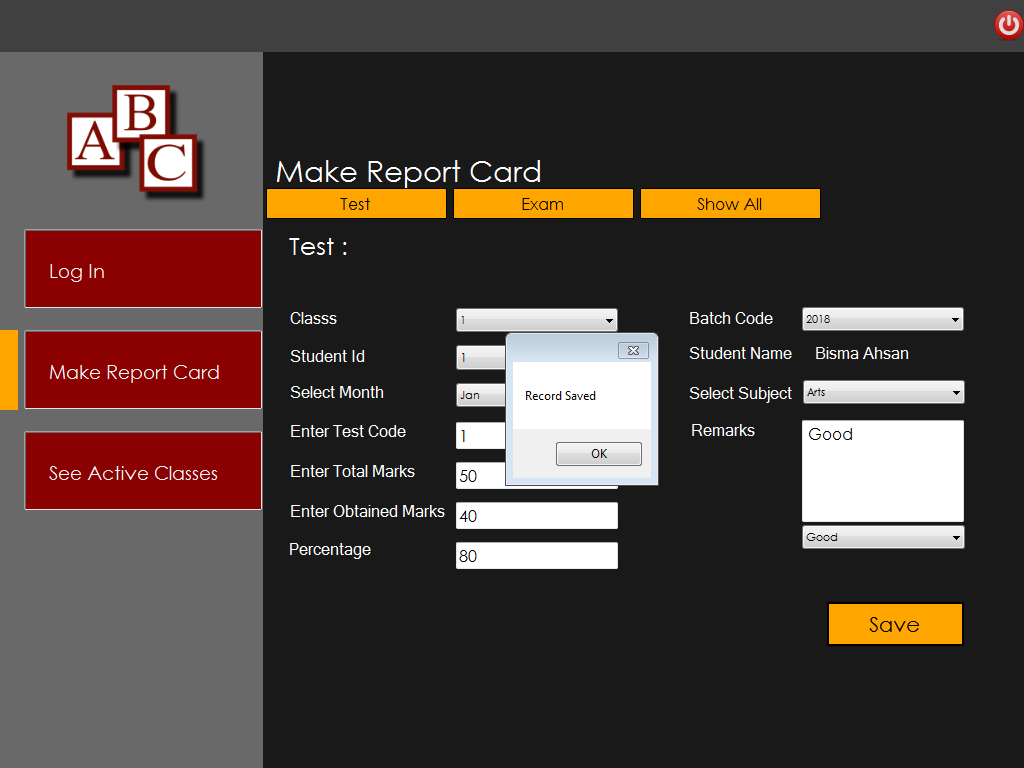 A B C
Log In
Make Report Card
See Active Classes
Make Report Card
Test Exam Show All
Test :
Classs 1
Student Id 1
Select Month Jan
Enter Test Code 1
Enter Total Marks 50
Enter Obtained Marks 40
Percentage 80
Batch Code 2018
Student Name Bisma Ahsan
Select Subject Arts
Remarks Good
Good
Save
Record Saved
OK